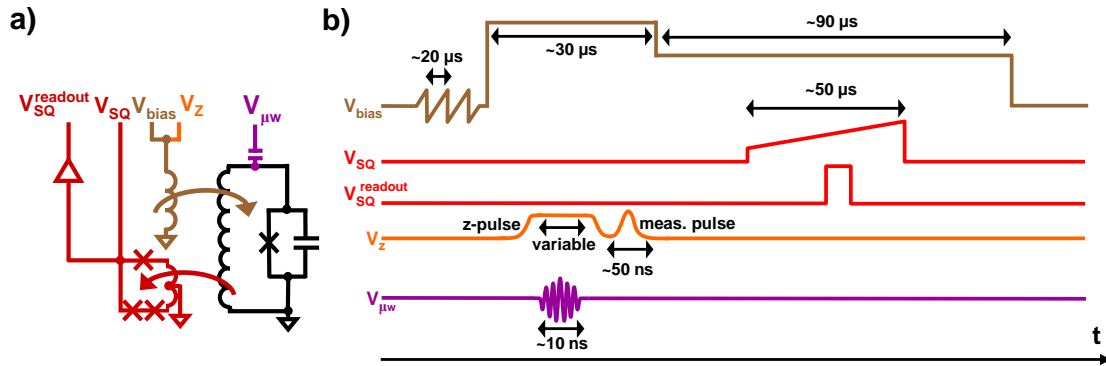 a)
V_SQ^readout V_SQ V_bias V_Z
V_μw
b)
~20 μs
~30 μs
~90 μs
V_bias
~50 μs
V_SQ
V_SQ^readout
z-pulse
meas. pulse
V_z
variable
~50 ns
V_μw
~10 ns
t